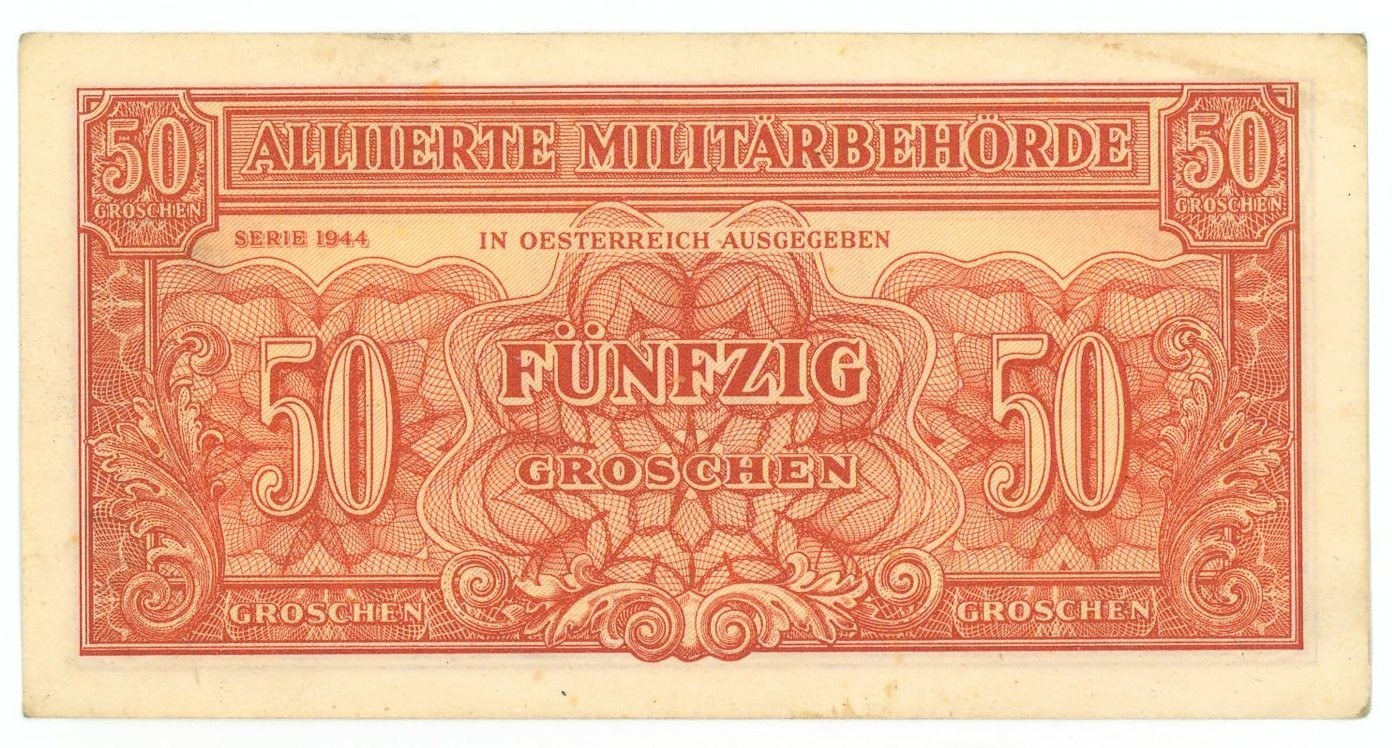 50 ALLIIERTE MILITÄRBEHÖRDE 50
GROSCHEN GROSCHEN
SERIE 1944 IN OESTERREICH AUSGEGEBEN
50 FÜNFZIG 50
GROSCHEN
GROSCHEN GROSCHEN